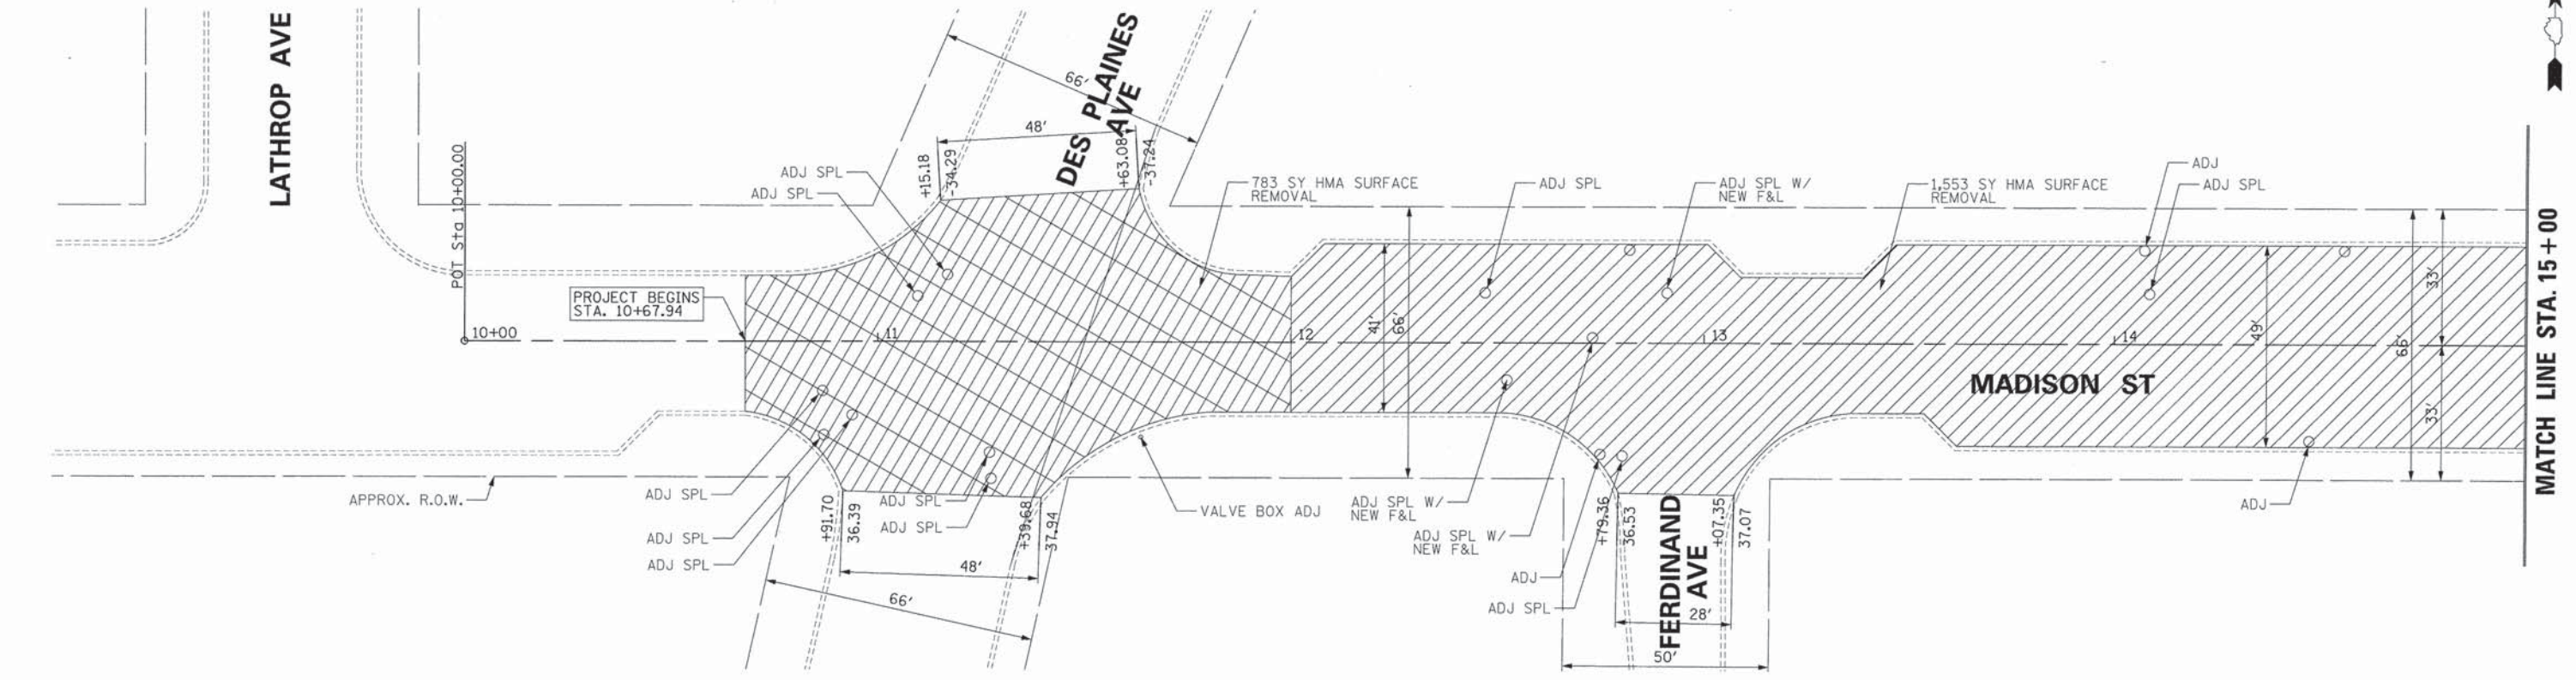 LATHROP AVE
POT Sta 10+00.00
10+00
PROJECT BEGINS
STA. 10+67.94
APPROX. R.O.W.
ADJ SPL
ADJ SPL
66'
48'
DES PLAINES
AVE
+15.18
-34.29
+63.08
-37.24
783 SY HMA SURFACE
REMOVAL
ADJ SPL
ADJ SPL W/
NEW F&L
1,553 SY HMA SURFACE
REMOVAL
ADJ
ADJ SPL
11
12
13
14
41'
66'
49'
66'
33'
33'
MADISON ST
MATCH LINE STA. 15+00
ADJ SPL
ADJ SPL
ADJ SPL
+91.70
36.39
ADJ SPL
ADJ SPL
+39.68
37.94
48'
66'
VALVE BOX ADJ
ADJ SPL W/
NEW F&L
ADJ SPL W/
NEW F&L
ADJ
ADJ SPL
+79.36
36.53
FERDINAND
AVE
+07.35
37.07
28'
50'
ADJ